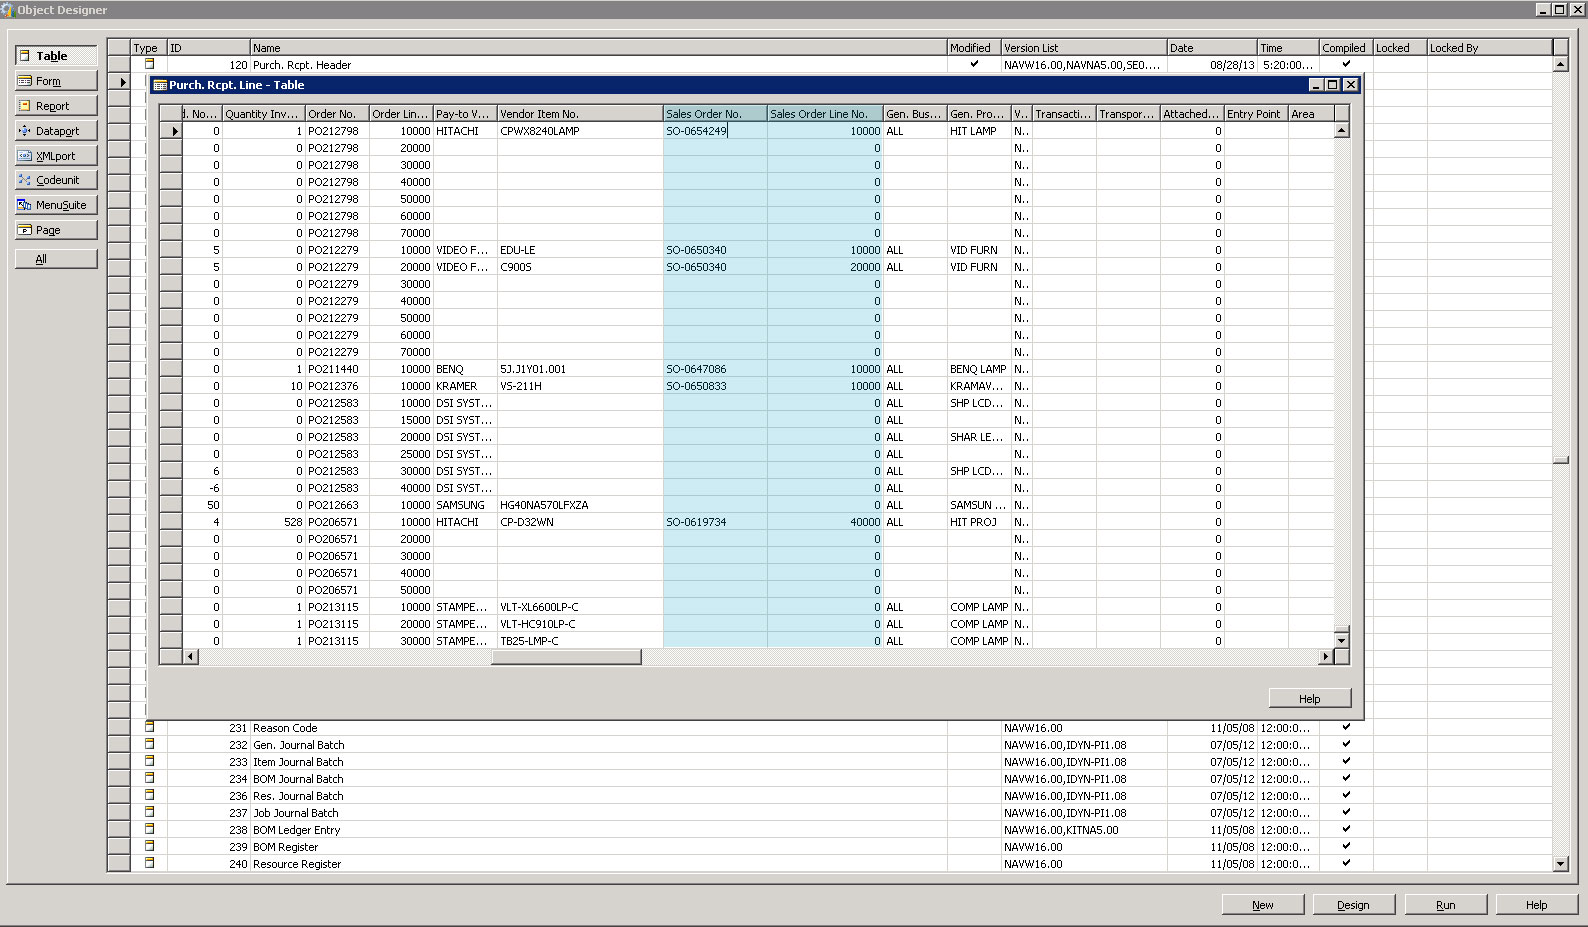 Object Designer
Type ID Name Modified Version List Date Time Compiled Locked Locked By
Table
Form
Report
Dataport
XMLport
Codeunit
MenuSuite
Page
All
120 Purch. Rcpt. Header NAVW16.00,NAVNA5.00,SE0.... 08/28/13 5:20:00...
Purch. Rcpt. Line - Table
d. No... Quantity Inv... Order No. Order Lin... Pay-to V... Vendor Item No. Sales Order No. Sales Order Line No. Gen. Bus... Gen. Pro... V.. Transacti... Transpor... Attached... Entry Point Area
0 1 PO212798 10000 HITACHI CPWX8240LAMP SO-0654249 10000 ALL HIT LAMP N.. 0
0 0 PO212798 20000 0 N.. 0
0 0 PO212798 30000 0 N.. 0
0 0 PO212798 40000 0 N.. 0
0 0 PO212798 50000 0 N.. 0
0 0 PO212798 60000 0 N.. 0
0 0 PO212798 70000 0 N.. 0
5 0 PO212279 10000 VIDEO F... EDU-LE SO-0650340 10000 ALL VID FURN N.. 0
5 0 PO212279 20000 VIDEO F... C900S SO-0650340 20000 ALL VID FURN N.. 0
0 0 PO212279 30000 0 N.. 0
0 0 PO212279 40000 0 N.. 0
0 0 PO212279 50000 0 N.. 0
0 0 PO212279 60000 0 N.. 0
0 0 PO212279 70000 0 N.. 0
0 1 PO211440 10000 BENQ 5J.J1Y01.001 SO-0647086 10000 ALL BENQ LAMP N.. 0
0 10 PO212376 10000 KRAMER VS-211H SO-0650833 10000 ALL KRAMAV... N.. 0
0 0 PO212583 10000 DSI SYST... 0 ALL SHP LCD... N.. 0
0 0 PO212583 15000 DSI SYST... 0 ALL N.. 0
0 0 PO212583 20000 DSI SYST... 0 ALL SHAR LE... N.. 0
0 0 PO212583 25000 DSI SYST... 0 ALL N.. 0
6 0 PO212583 30000 DSI SYST... 0 ALL SHP LCD... N.. 0
-6 0 PO212583 40000 DSI SYST... 0 ALL N.. 0
50 0 PO212663 10000 SAMSUNG HG40NA570LFXZA 0 ALL SAMSUN ... N.. 0
4 528 PO206571 10000 HITACHI CP-D32WN SO-0619734 40000 ALL HIT PROJ N.. 0
0 0 PO206571 20000 0 N.. 0
0 0 PO206571 30000 0 N.. 0
0 0 PO206571 40000 0 N.. 0
0 0 PO206571 50000 0 N.. 0
0 1 PO213115 10000 STAMPE... VLT-XL6600LP-C 0 ALL COMP LAMP N.. 0
0 1 PO213115 20000 STAMPE... VLT-HC910LP-C 0 ALL COMP LAMP N.. 0
0 1 PO213115 30000 STAMPE... TB25-LMP-C 0 ALL COMP LAMP N.. 0
Help
231 Reason Code NAVW16.00 11/05/08 12:00:0...
232 Gen. Journal Batch NAVW16.00,IDYN-PI1.08 07/05/12 12:00:0...
233 Item Journal Batch NAVW16.00,IDYN-PI1.08 07/05/12 12:00:0...
234 BOM Journal Batch NAVW16.00,IDYN-PI1.08 07/05/12 12:00:0...
236 Res. Journal Batch NAVW16.00,IDYN-PI1.08 07/05/12 12:00:0...
237 Job Journal Batch NAVW16.00,IDYN-PI1.08 07/05/12 12:00:0...
238 BOM Ledger Entry NAVW16.00,KITNA5.00 11/05/08 12:00:0...
239 BOM Register NAVW16.00 11/05/08 12:00:0...
240 Resource Register NAVW16.00 11/05/08 12:00:0...
New Design Run Help